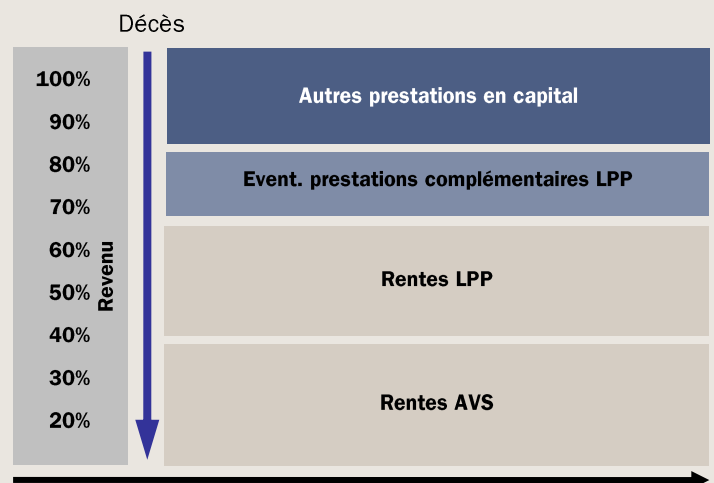 Décès
100%
90%
80%
70%
60%
50%
40%
30%
20%
Revenu
Autres prestations en capital
Event. prestations complémentaires LPP
Rentes LPP
Rentes AVS